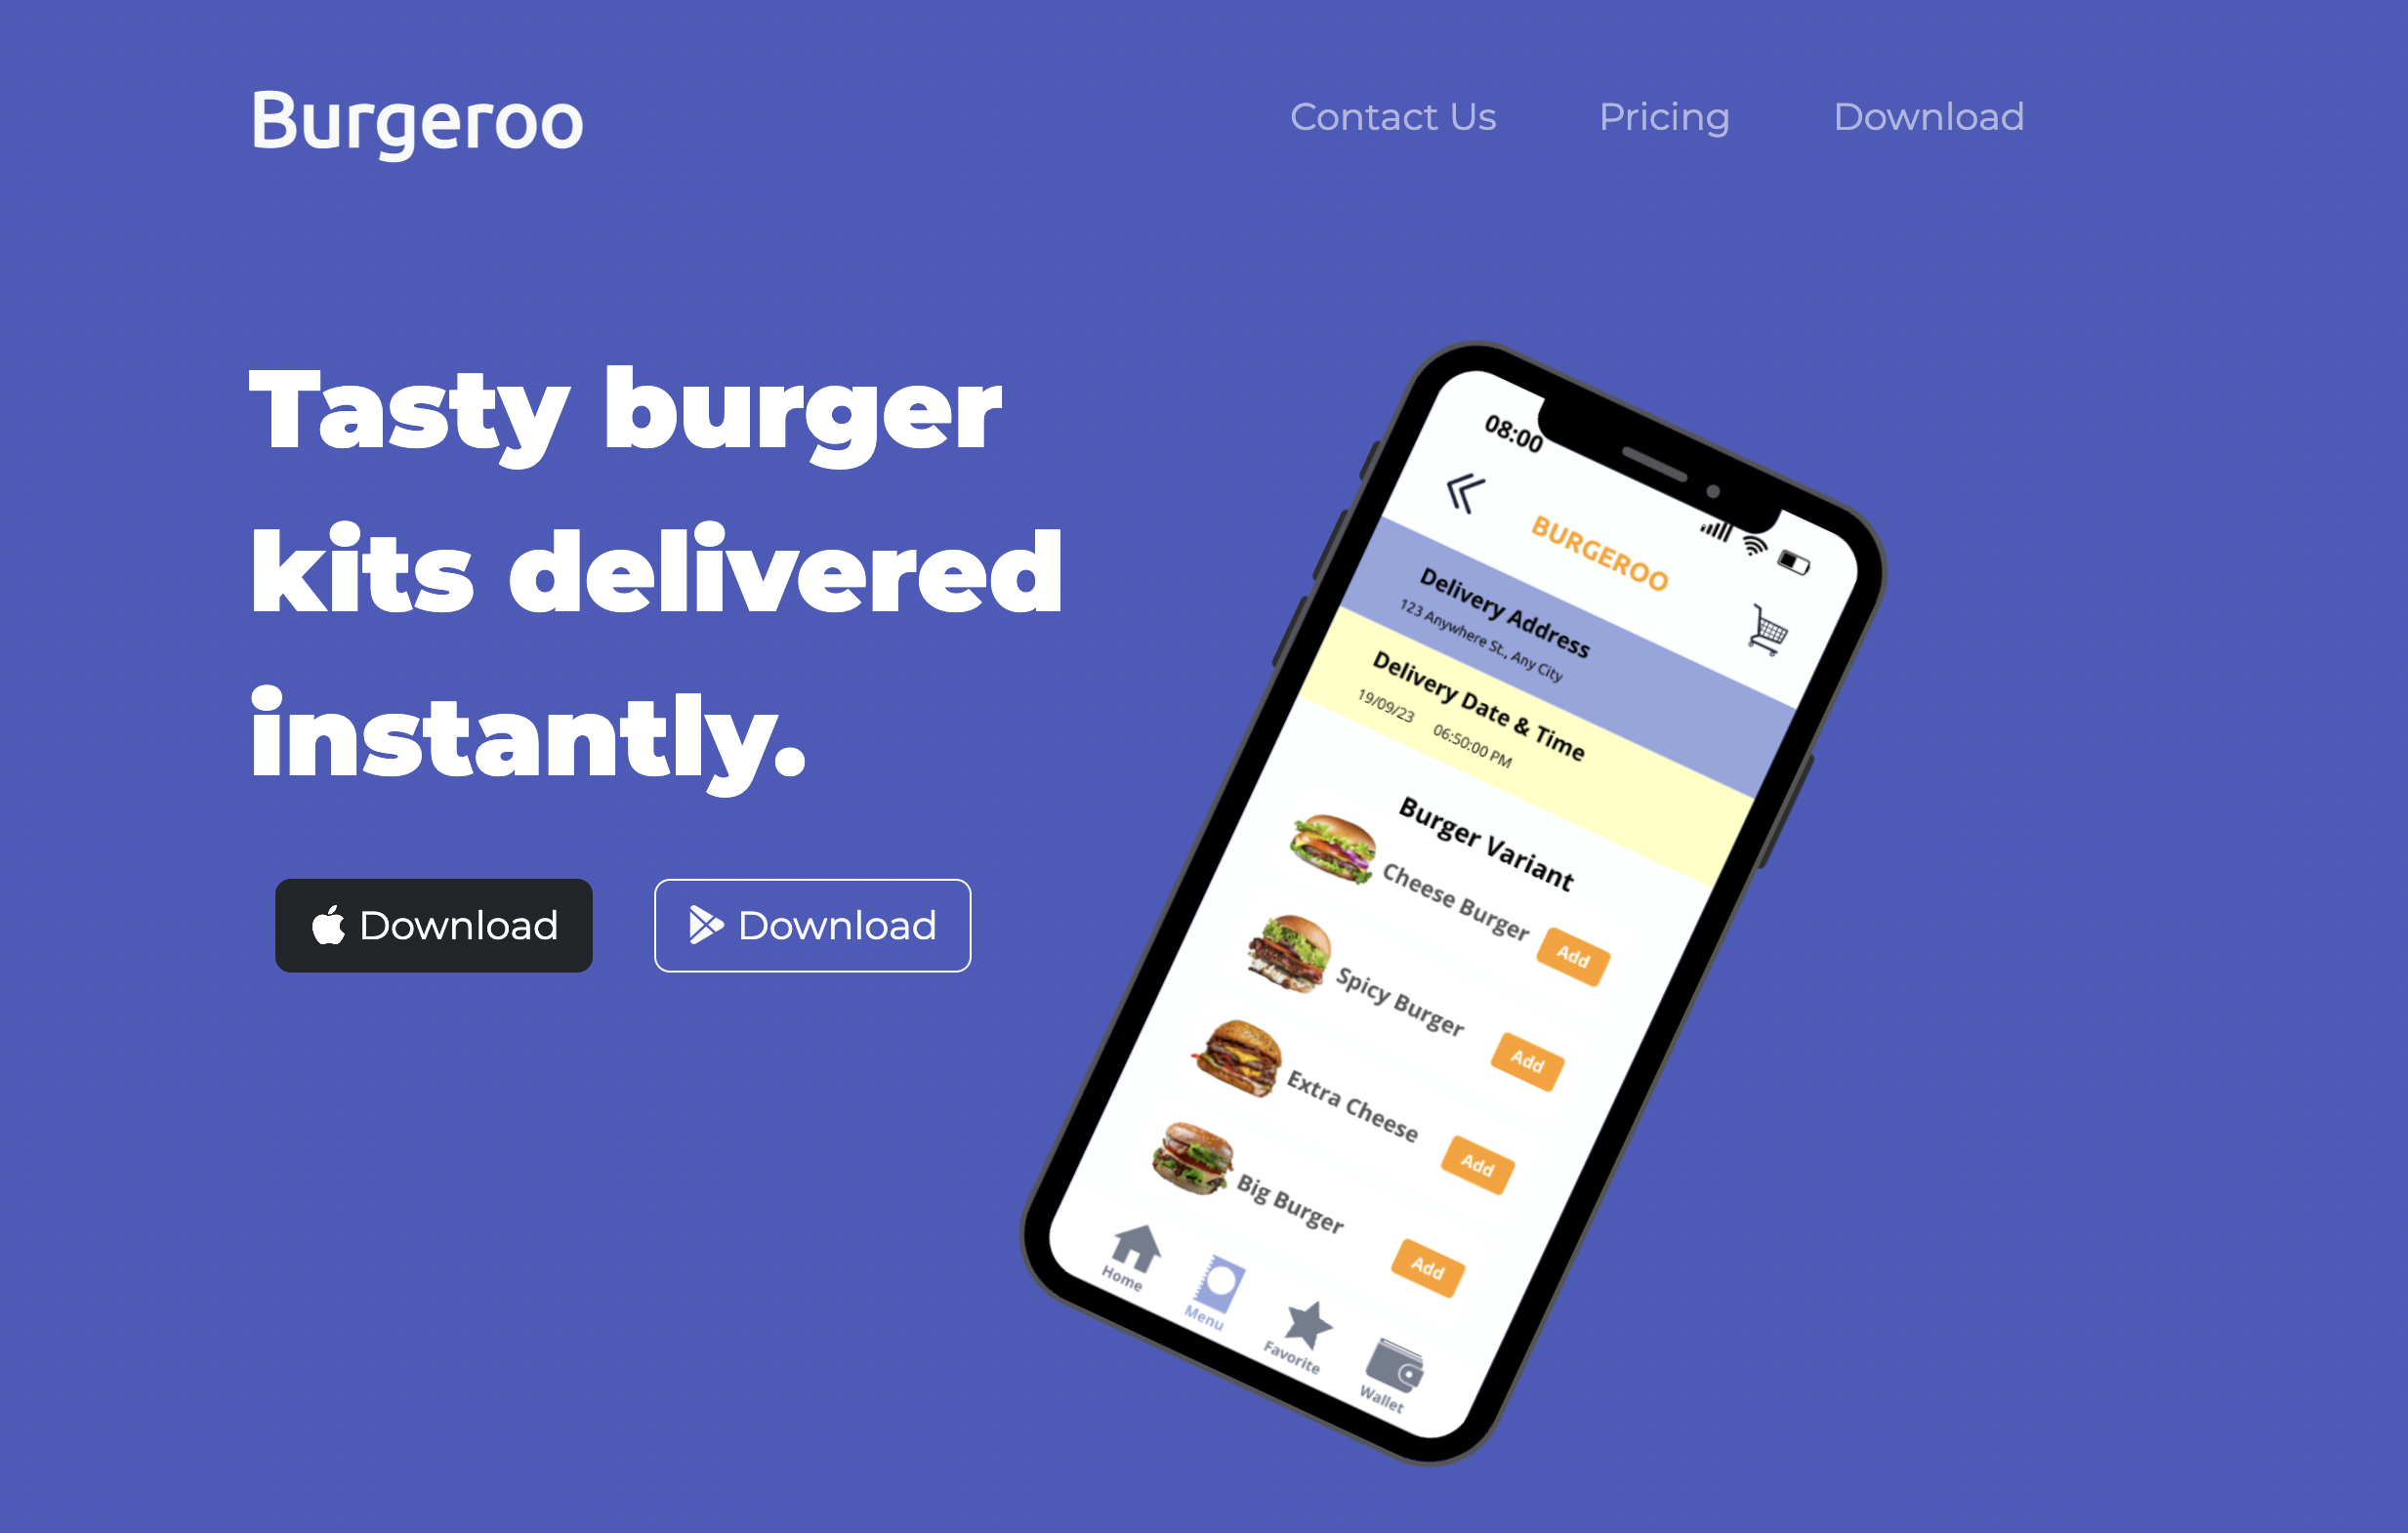 Burgeroo
Contact Us
Pricing
Download
Tasty burger
kits delivered
instantly.
Download
Download
08:00
BURGEROO
Delivery Address
123 Anywhere St., Any City
Delivery Date & Time
19/09/23 06:50:00 PM
Burger Variant
Cheese Burger
Add
Spicy Burger
Add
Extra Cheese
Add
Big Burger
Add
Home
Menu
Favorite
Wallet